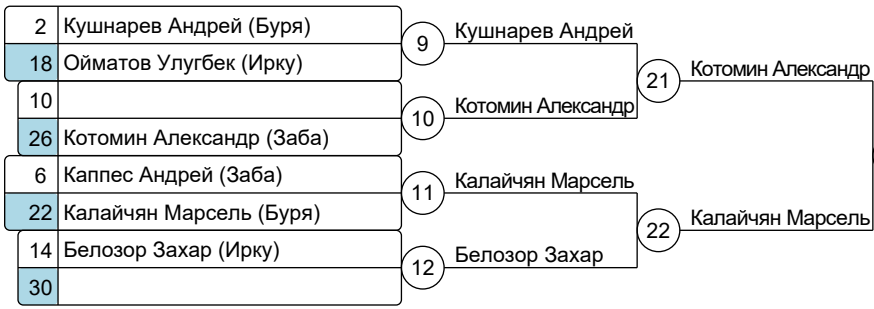 2 Кушнарев Андрей (Буря)
18 Ойматов Улугбек (Ирку)
10
26 Котомин Александр (Заба)
6 Каппес Андрей (Заба)
22 Калайчян Марсель (Буря)
14 Белозор Захар (Ирку)
30
9 Кушнарев Андрей
10 Котомин Александр
11 Калайчян Марсель
12 Белозор Захар
21 Котомин Александр
22 Калайчян Марсель